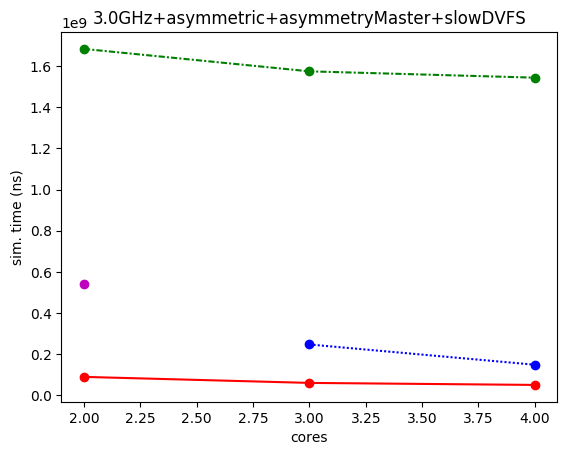 3.0GHz+asymmetric+asymmetryMaster+slowDVFS
1e9
1.6
1.4
1.2
1.0
0.8
0.6
0.4
0.2
0.0
sim. time (ns)
2.00 2.25 2.50 2.75 3.00 3.25 3.50 3.75 4.00
cores